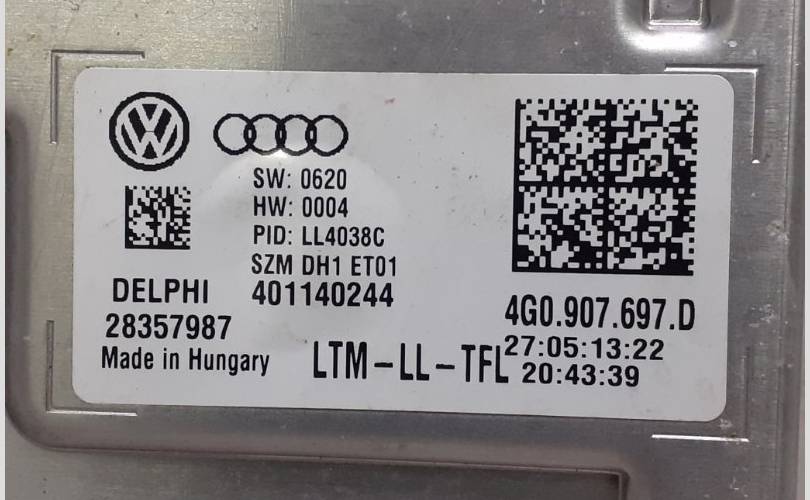 SW: 0620
HW: 0004
PID: LL4038C
SZM DH1 ET01
401140244
DELPHI
28357987
Made in Hungary
LTM-LL-TFL
4G0.907.697.D
27:05:13:22
20:43:39